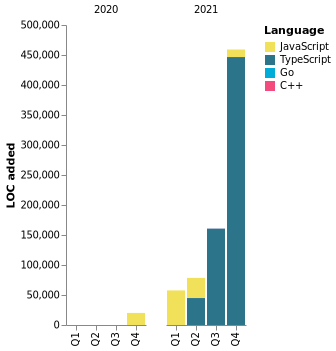 2020 2021
500,000
450,000
400,000
350,000
300,000
250,000
200,000
150,000
100,000
50,000
0
LOC added
Q1 Q2 Q3 Q4 Q1 Q2 Q3 Q4
Language
JavaScript
TypeScript
Go
C++